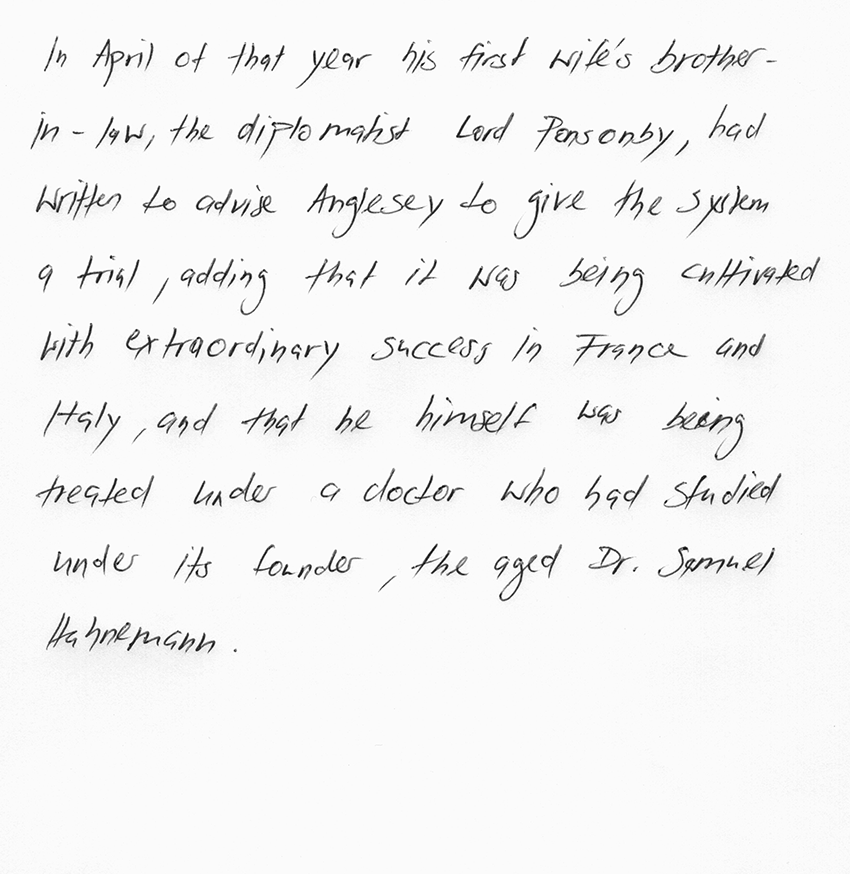 In April of that year his first wife's brother-
in-law, the diplomatist Lord Ponsonby, had
written to advise Anglesey to give the system
a trial, adding that it was being cultivated
with extraordinary success in France and
Italy, and that he himself was being
treated under a doctor who had studied
under its founder, the aged Dr. Samuel
Hahnemann.